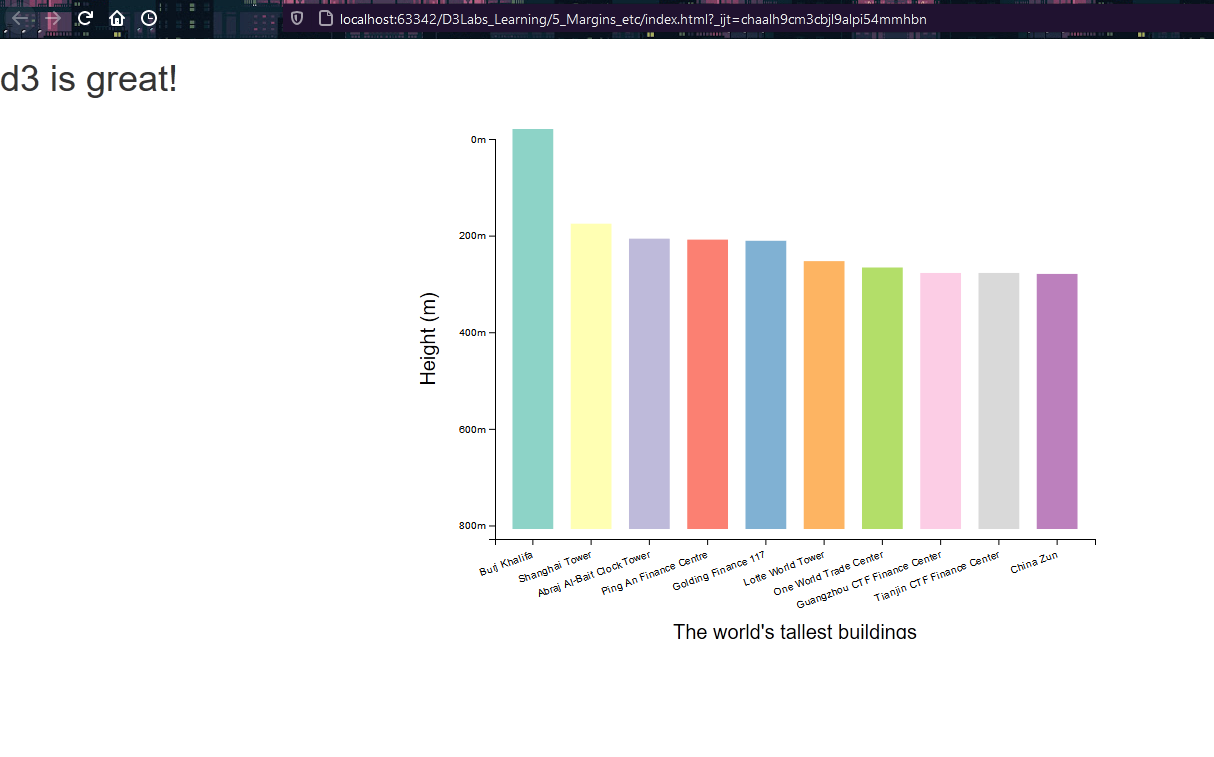 localhost:63342/D3Labs_Learning/5_Margins_etc/index.html?_ijt=ckaalh9sm3csjl9alpi54mmhbn
d3 is great!
0m
200m
400m
600m
800m
Height (m)
Burj Khalifa
Shanghai Tower
Abraj Al-Bait Clock Tower
Ping An Finance Centre
Golding Finance 117
Lotte World Tower
One World Trade Center
Guangzhou CTF Finance Center
Tianjin CTF Finance Center
China Zun
The world's tallest buildings